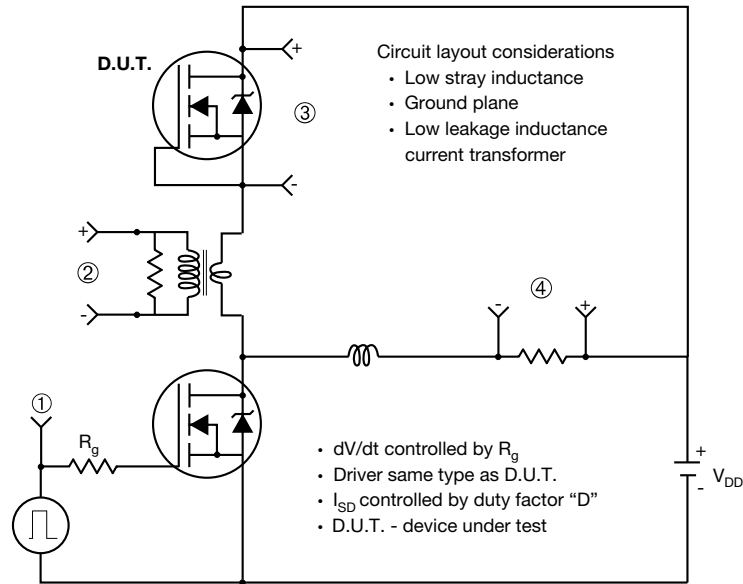 D.U.T.
+
③
-
Circuit layout considerations
• Low stray inductance
• Ground plane
• Low leakage inductance
current transformer
+
②
-
-
④
+
①
R_g
• dV/dt controlled by R_g
• Driver same type as D.U.T.
• I_SD controlled by duty factor “D”
• D.U.T. - device under test
+
-
V_DD